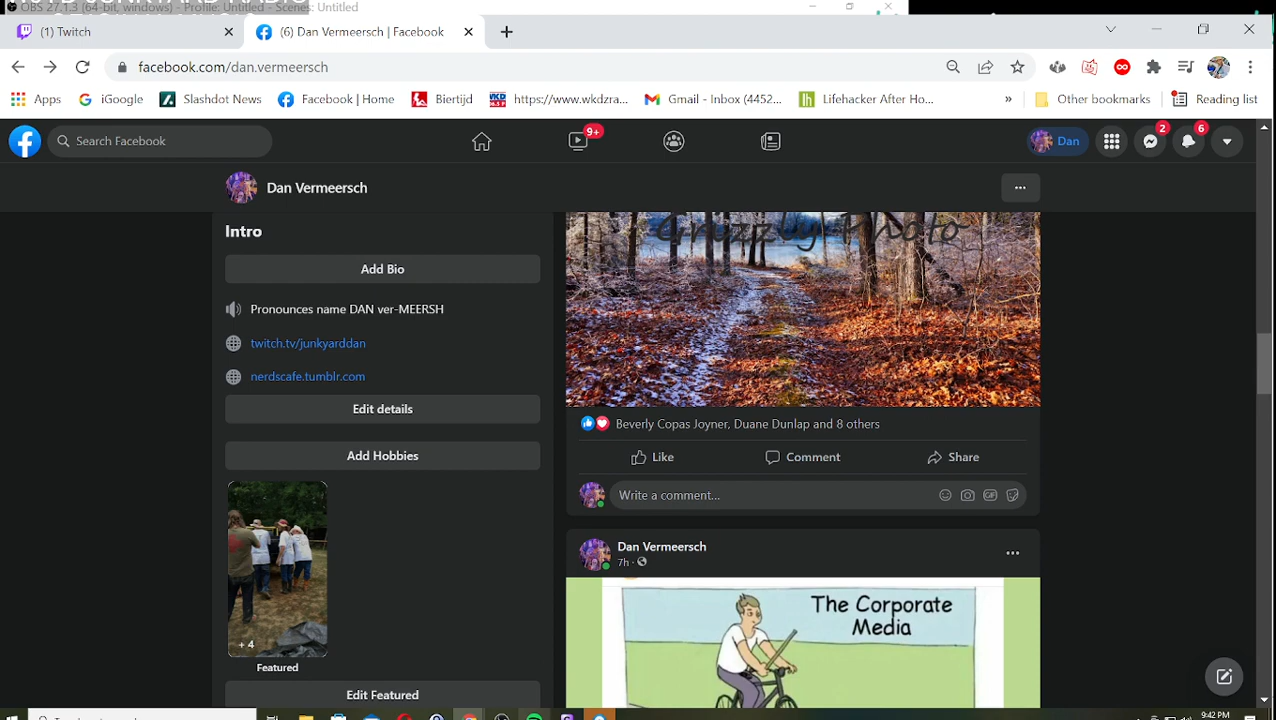 OBS 27.1.3 (64-bit, windows) - Profile: Untitled - Scenes: Untitled
(1) Twitch
(6) Dan Vermeersch | Facebook
facebook.com/dan.vermeersch
Apps
iGoogle
Slashdot News
Facebook | Home
Biertijd
https://www.wkdzra...
Gmail - Inbox (4452...
Lifehacker After Ho...
»
Other bookmarks
Reading list
Search Facebook
9+
Dan
2
6
Dan Vermeersch
Intro
Add Bio
Pronounces name DAN ver-MEERSH
twitch.tv/junkyarddan
nerdscafe.tumblr.com
Edit details
Add Hobbies
+ 4
Featured
Edit Featured
Gruzzly Photo
Beverly Copas Joyner, Duane Dunlap and 8 others
Like
Comment
Share
Write a comment...
GIF
Dan Vermeersch
7h
The Corporate
Media
9:42 PM